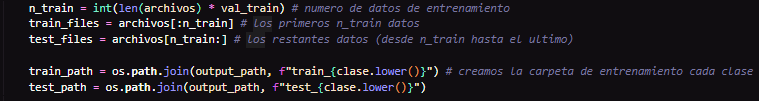 n_train = int(len(archivos) * val_train) # numero de datos de entrenamiento
train_files = archivos[:n_train] # los primeros n_train datos
test_files = archivos[n_train:] # los restantes datos (desde n_train hasta el ultimo)
train_path = os.path.join(output_path, f"train_{clase.lower()}") # creamos la carpeta de entrenamiento cada clase
test_path = os.path.join(output_path, f"test_{clase.lower()}")